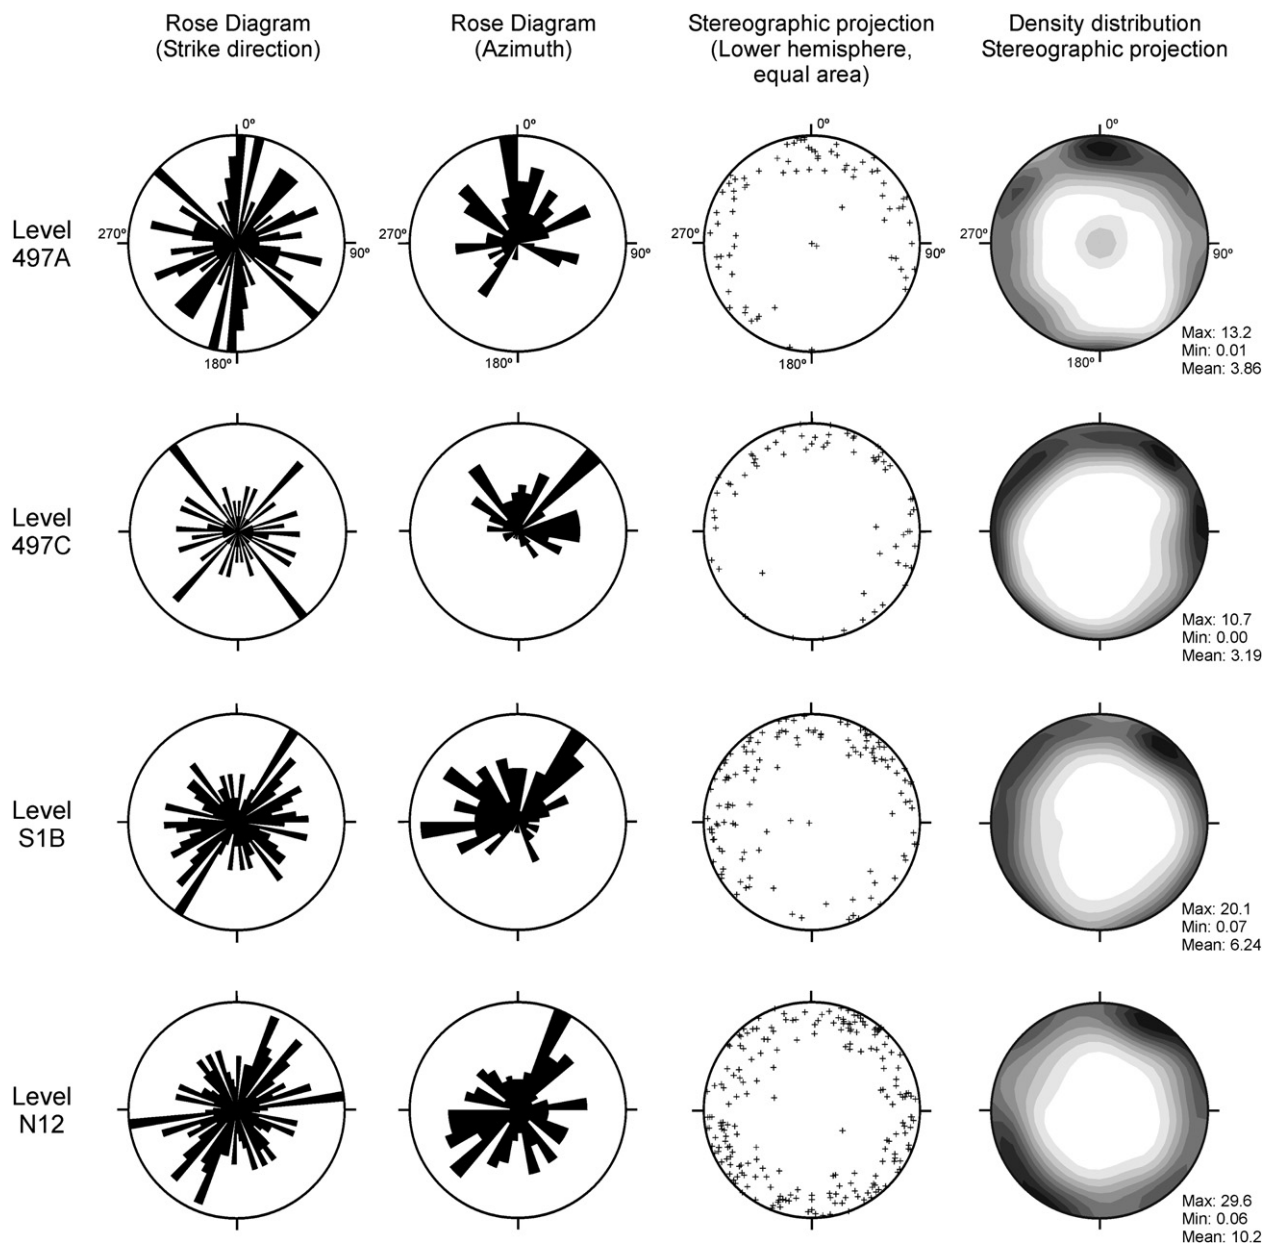 Rose Diagram
(Strike direction)
Rose Diagram
(Azimuth)
Stereographic projection
(Lower hemisphere,
equal area)
Density distribution
Stereographic projection
Level
497A
0º
270º
90º
180º
0º
270º
90º
180º
0º
270º
90º
180º
0º
270º
90º
180º
Max: 13.2
Min: 0.01
Mean: 3.86
Level
497C
Max: 10.7
Min: 0.00
Mean: 3.19
Level
S1B
Max: 20.1
Min: 0.07
Mean: 6.24
Level
N12
Max: 29.6
Min: 0.06
Mean: 10.2